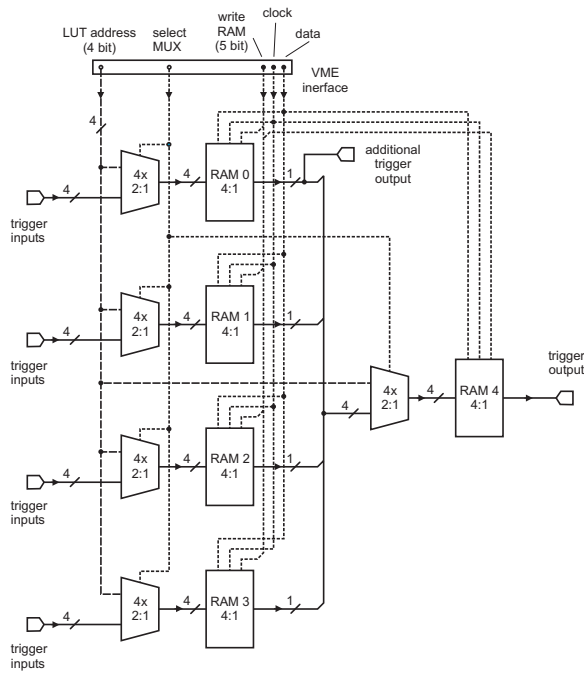 LUT address
(4 bit)
select
MUX
write
RAM
(5 bit)
clock
data
VME
inerface
4
4x
2:1
4
4
RAM 0
4:1
1
additional
trigger
output
trigger
inputs
4x
2:1
4
4
RAM 1
4:1
1
trigger
inputs
4x
2:1
4
4
RAM 4
4:1
trigger
output
4x
2:1
4
4
RAM 2
4:1
1
trigger
inputs
4x
2:1
4
4
RAM 3
4:1
1
trigger
inputs